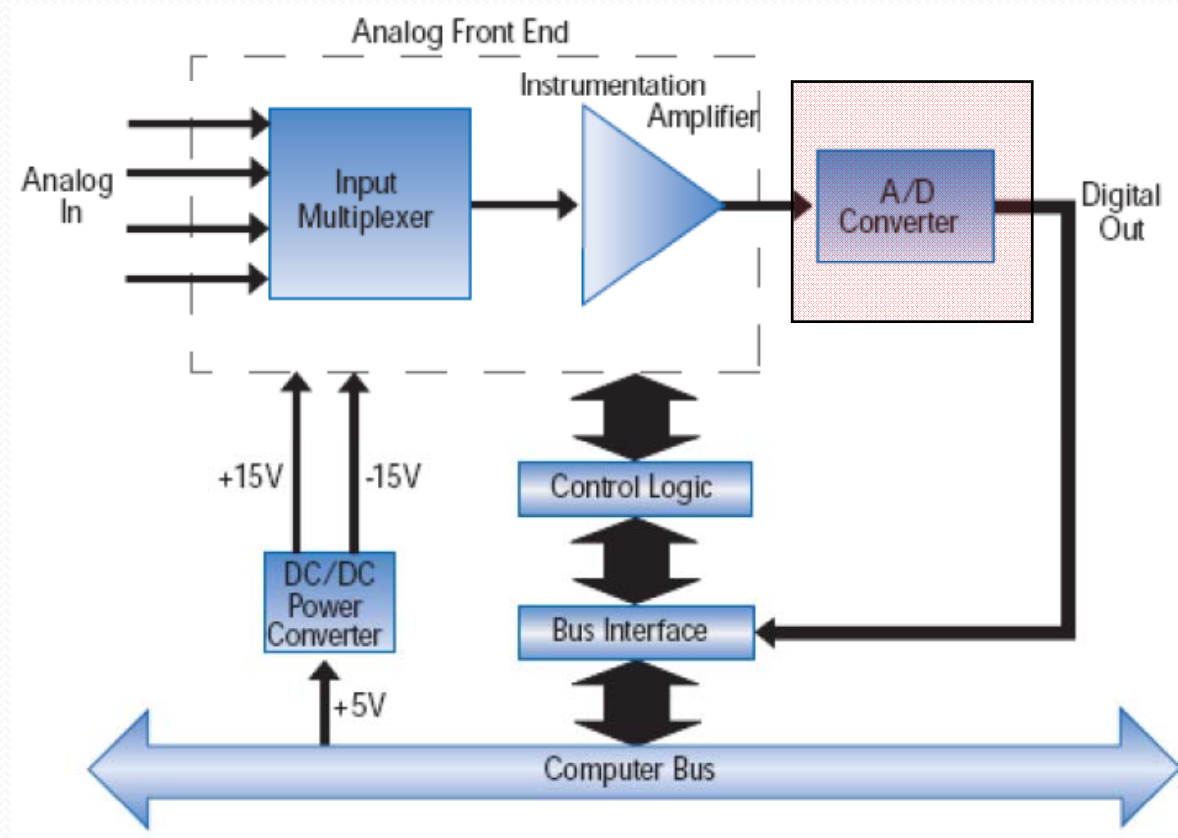 Analog Front End
Instrumentation
Amplifier
Analog
In
Input
Multiplexer
A/D
Converter
Digital
Out
+15V
-15V
Control Logic
DC/DC
Power
Converter
Bus Interface
+5V
Computer Bus